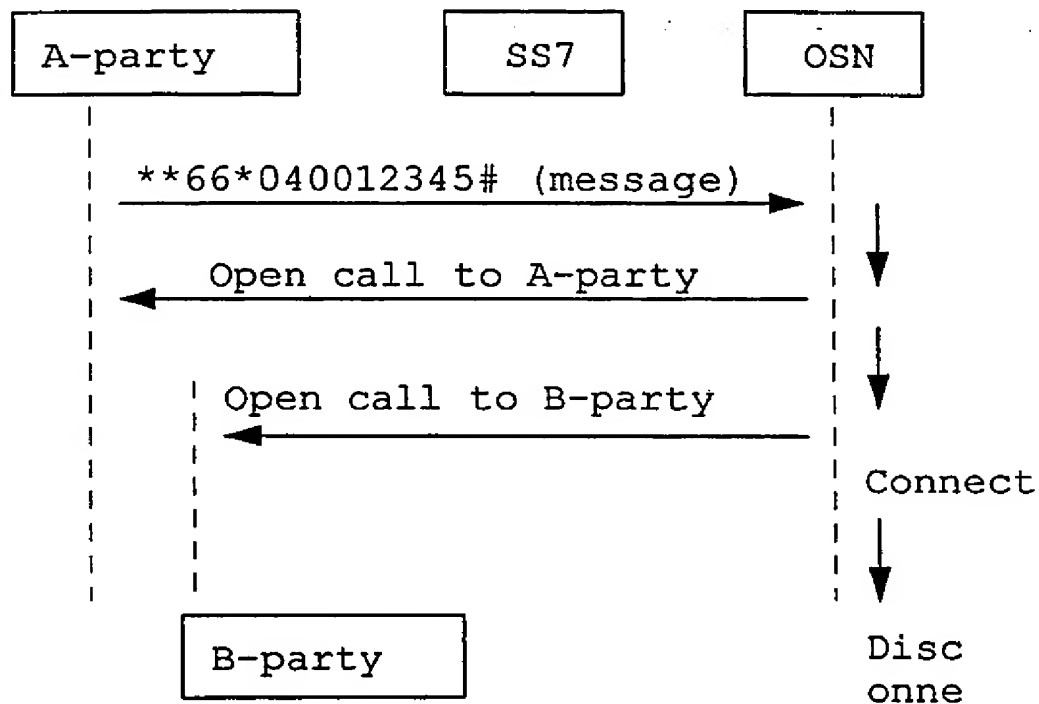 A-party
SS7
OSN
**66*040012345# (message)
Open call to A-party
Open call to B-party
Connect
B-party
Disc
onne